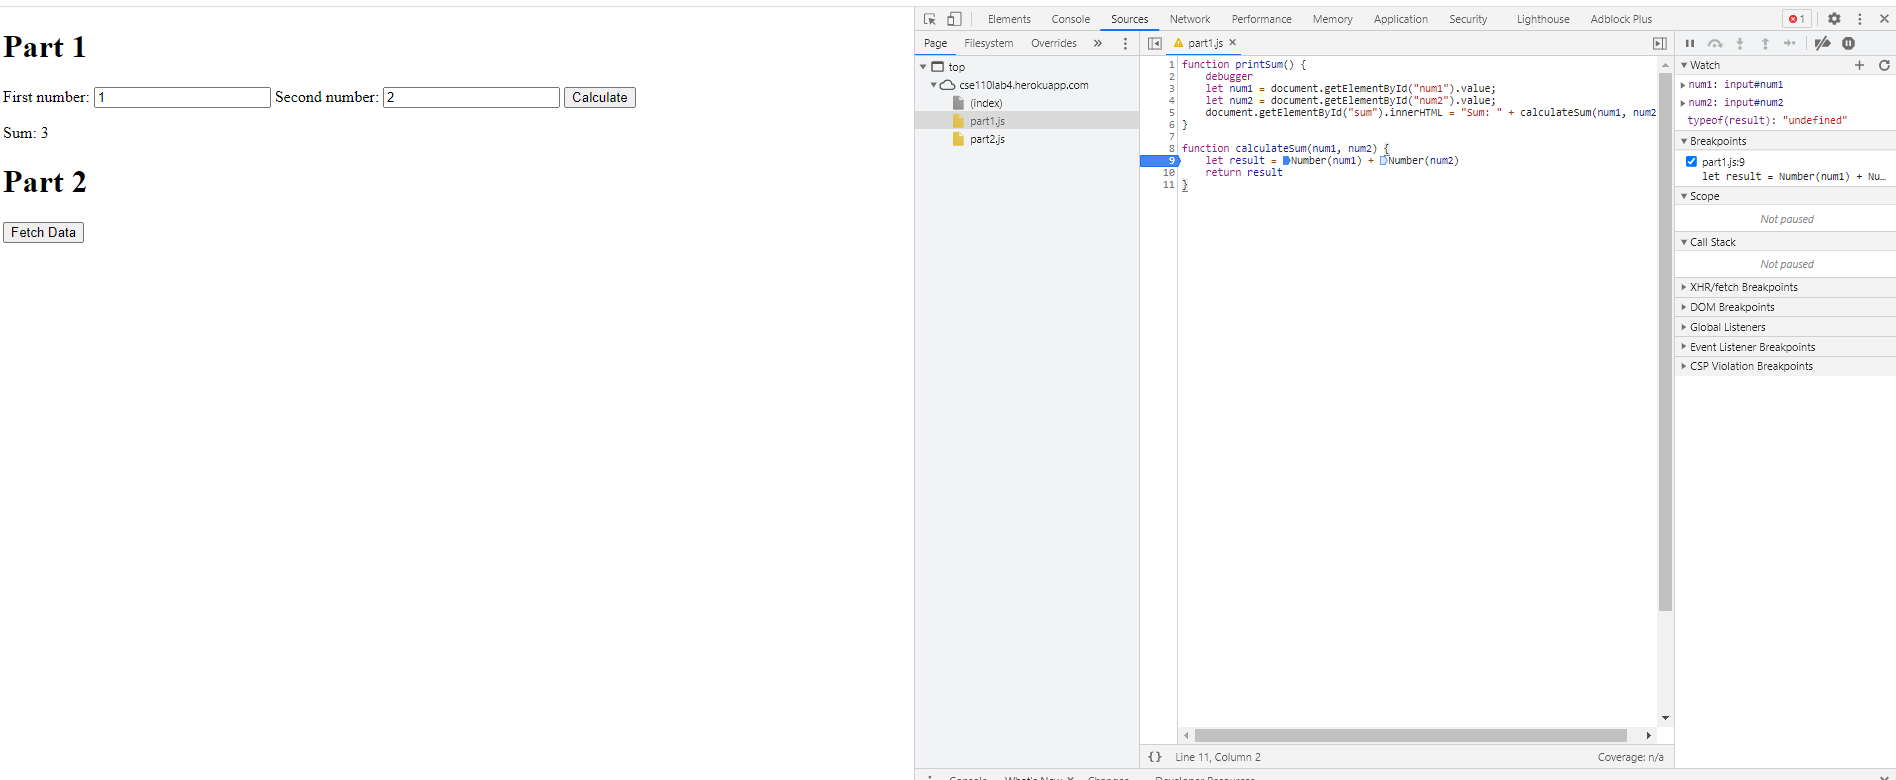 Part 1
First number: 1 Second number: 2 Calculate
Sum: 3
Part 2
Fetch Data
Elements Console Sources Network Performance Memory Application Security Lighthouse Adblock Plus 1
Page Filesystem Overrides »
top
cse110lab4.herokuapp.com
(index)
part1.js
part2.js
part1.js ×
1 function printSum() {
2 debugger
3 let num1 = document.getElementById("num1").value;
4 let num2 = document.getElementById("num2").value;
5 document.getElementById("sum").innerHTML = "Sum: " + calculateSum(num1, num2
6 }
7
8 function calculateSum(num1, num2) {
9 let result = Number(num1) + Number(num2)
10 return result
11 }
{} Line 11, Column 2 Coverage: n/a
Watch
num1: input#num1
num2: input#num2
typeof(result): "undefined"
Breakpoints
part1.js:9
let result = Number(num1) + Nu…
Scope
Not paused
Call Stack
Not paused
XHR/fetch Breakpoints
DOM Breakpoints
Global Listeners
Event Listener Breakpoints
CSP Violation Breakpoints
Console What's New × Changes Developer Resources